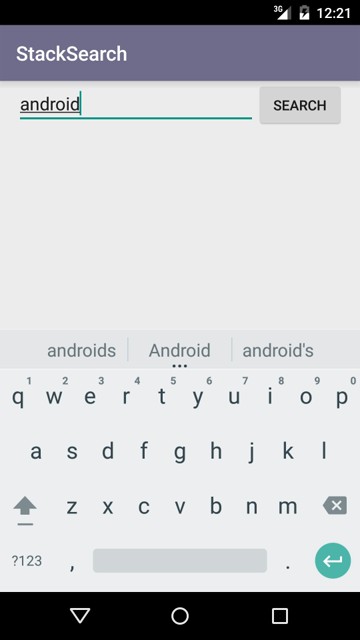 3G 12:21
StackSearch
android SEARCH
androids Android android's
1 2 3 4 5 6 7 8 9 0
q w e r t y u i o p
a s d f g h j k l
z x c v b n m
?123 , .